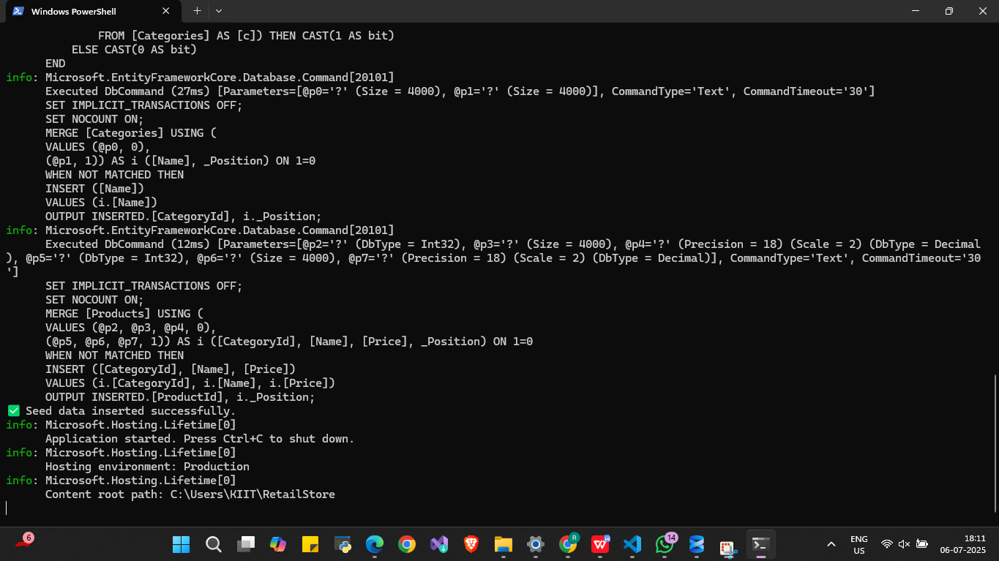 Windows PowerShell
FROM [Categories] AS [c]) THEN CAST(1 AS bit)
ELSE CAST(0 AS bit)
END
info: Microsoft.EntityFrameworkCore.Database.Command[20101]
Executed DbCommand (27ms) [Parameters=[@p0='?' (Size = 4000), @p1='?' (Size = 4000)], CommandType='Text', CommandTimeout='30']
SET IMPLICIT_TRANSACTIONS OFF;
SET NOCOUNT ON;
MERGE [Categories] USING (
VALUES (@p0, 0),
(@p1, 1)) AS i ([Name], _Position) ON 1=0
WHEN NOT MATCHED THEN
INSERT ([Name])
VALUES (i.[Name])
OUTPUT INSERTED.[CategoryId], i._Position;
info: Microsoft.EntityFrameworkCore.Database.Command[20101]
Executed DbCommand (12ms) [Parameters=[@p2='?' (DbType = Int32), @p3='?' (Size = 4000), @p4='?' (Precision = 18) (Scale = 2) (DbType = Decimal
), @p5='?' (DbType = Int32), @p6='?' (Size = 4000), @p7='?' (Precision = 18) (Scale = 2) (DbType = Decimal)], CommandType='Text', CommandTimeout='30
']
SET IMPLICIT_TRANSACTIONS OFF;
SET NOCOUNT ON;
MERGE [Products] USING (
VALUES (@p2, @p3, @p4, 0),
(@p5, @p6, @p7, 1)) AS i ([CategoryId], [Name], [Price], _Position) ON 1=0
WHEN NOT MATCHED THEN
INSERT ([CategoryId], [Name], [Price])
VALUES (i.[CategoryId], i.[Name], i.[Price])
OUTPUT INSERTED.[ProductId], i._Position;
✅ Seed data inserted successfully.
info: Microsoft.Hosting.Lifetime[0]
Application started. Press Ctrl+C to shut down.
info: Microsoft.Hosting.Lifetime[0]
Hosting environment: Production
info: Microsoft.Hosting.Lifetime[0]
Content root path: C:\Users\KIIT\RetailStore
6
R
W
14
ENG
US
18:11
06-07-2025